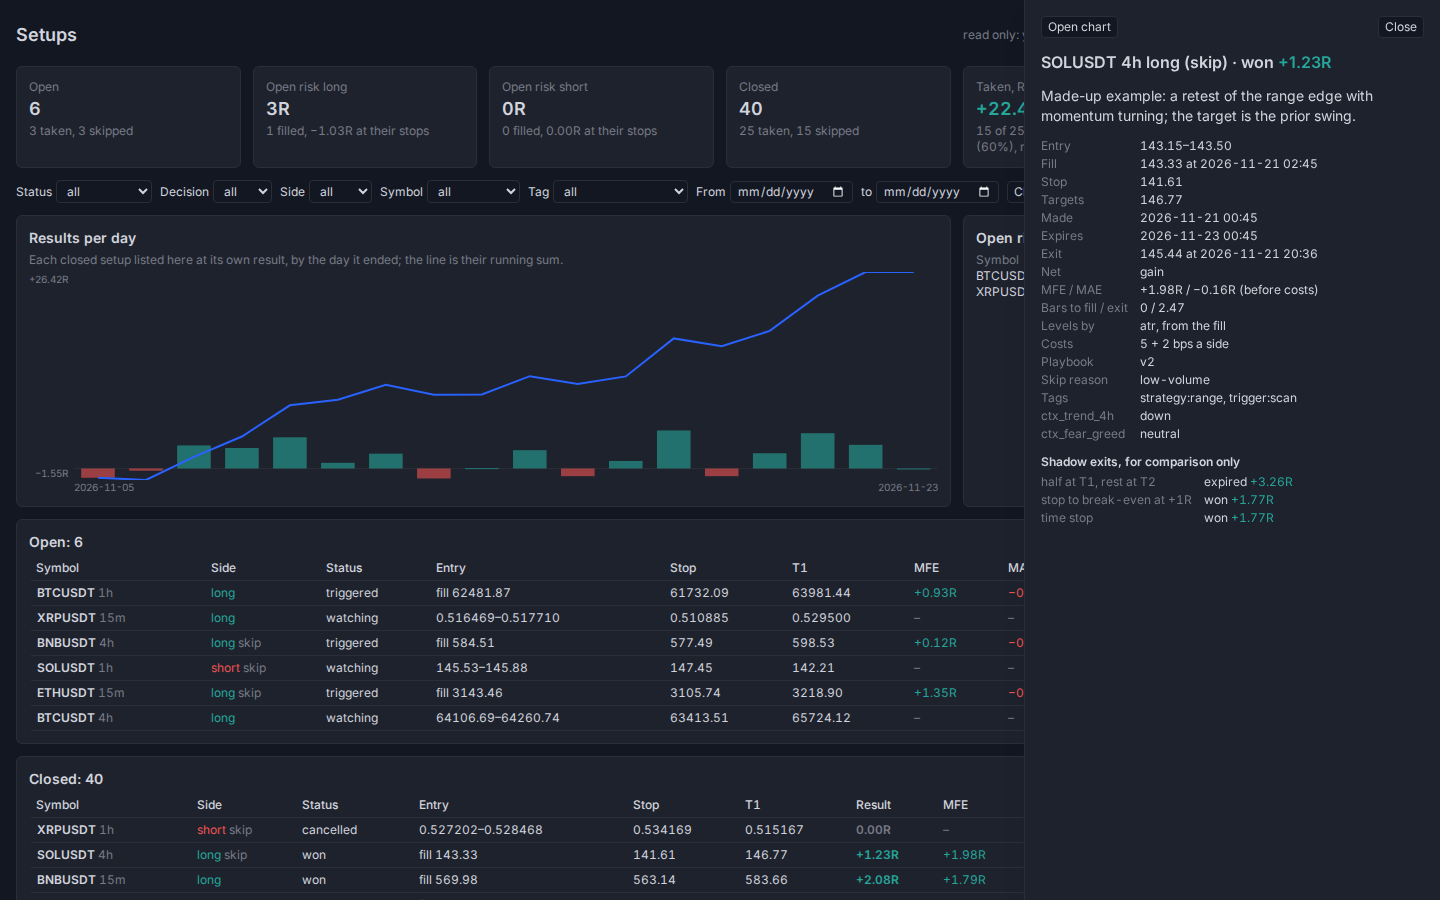 Setups
read only:
Open
6
3 taken, 3 skipped
Open risk long
3R
1 filled, −1.03R at their stops
Open risk short
0R
0 filled, 0.00R at their stops
Closed
40
25 taken, 15 skipped
Taken, R
+22.4
15 of 25
(60%), r
Status all Decision all Side all Symbol all Tag all From mm/dd/yyyy to mm/dd/yyyy
Results per day
Each closed setup listed here at its own result, by the day it ended; the line is their running sum.
+26.42R
−1.55R
2026-11-05 2026-11-23
Open ri
Symbol
BTCUSD
XRPUSD
Open: 6
Symbol Side Status Entry Stop T1 MFE MA
BTCUSDT 1h long triggered fill 62481.87 61732.09 63981.44 +0.93R −0
XRPUSDT 15m long watching 0.516469–0.517710 0.510885 0.529500 – –
BNBUSDT 4h long skip triggered fill 584.51 577.49 598.53 +0.12R −0
SOLUSDT 1h short skip watching 145.53–145.88 147.45 142.21 – –
ETHUSDT 15m long skip triggered fill 3143.46 3105.74 3218.90 +1.35R −0
BTCUSDT 4h long watching 64106.69–64260.74 63413.51 65724.12 – –
Closed: 40
Symbol Side Status Entry Stop T1 Result MFE
XRPUSDT 1h short skip cancelled 0.527202–0.528468 0.534169 0.515167 0.00R –
SOLUSDT 4h long skip won fill 143.33 141.61 146.77 +1.23R +1.98R
BNBUSDT 15m long won fill 569.98 563.14 583.66 +2.08R +1.79R
Open chart Close
SOLUSDT 4h long (skip) · won +1.23R
Made-up example: a retest of the range edge with
momentum turning; the target is the prior swing.
Entry 143.15–143.50
Fill 143.33 at 2026-11-21 02:45
Stop 141.61
Targets 146.77
Made 2026-11-21 00:45
Expires 2026-11-23 00:45
Exit 145.44 at 2026-11-21 20:36
Net gain
MFE / MAE +1.98R / −0.16R (before costs)
Bars to fill / exit 0 / 2.47
Levels by atr, from the fill
Costs 5 + 2 bps a side
Playbook v2
Skip reason low-volume
Tags strategy:range, trigger:scan
ctx_trend_4h down
ctx_fear_greed neutral
Shadow exits, for comparison only
half at T1, rest at T2 expired +3.26R
stop to break-even at +1R won +1.77R
time stop won +1.77R